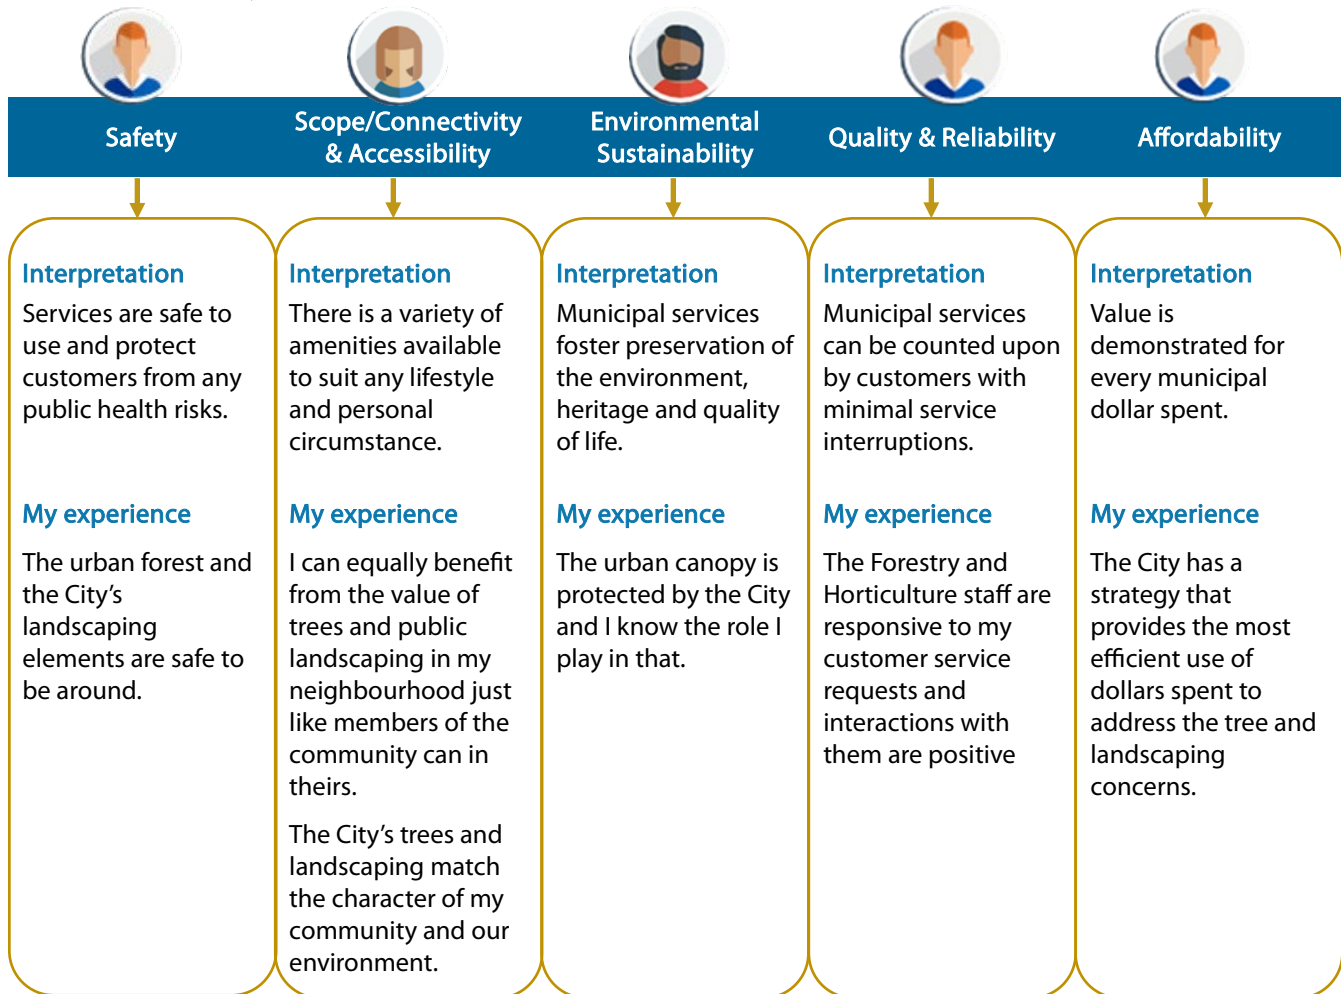 Safety
Scope/Connectivity
& Accessibility
Environmental
Sustainability
Quality & Reliability
Affordability
Interpretation
Services are safe to
use and protect
customers from any
public health risks.
My experience
The urban forest and
the City’s
landscaping
elements are safe to
be around.
Interpretation
There is a variety of
amenities available
to suit any lifestyle
and personal
circumstance.
My experience
I can equally benefit
from the value of
trees and public
landscaping in my
neighbourhood just
like members of the
community can in
theirs.
The City’s trees and
landscaping match
the character of my
community and our
environment.
Interpretation
Municipal services
foster preservation of
the environment,
heritage and quality
of life.
My experience
The urban canopy is
protected by the City
and I know the role I
play in that.
Interpretation
Municipal services
can be counted upon
by customers with
minimal service
interruptions.
My experience
The Forestry and
Horticulture staff are
responsive to my
customer service
requests and
interactions with
them are positive
Interpretation
Value is
demonstrated for
every municipal
dollar spent.
My experience
The City has a
strategy that
provides the most
efficient use of
dollars spent to
address the tree and
landscaping
concerns.